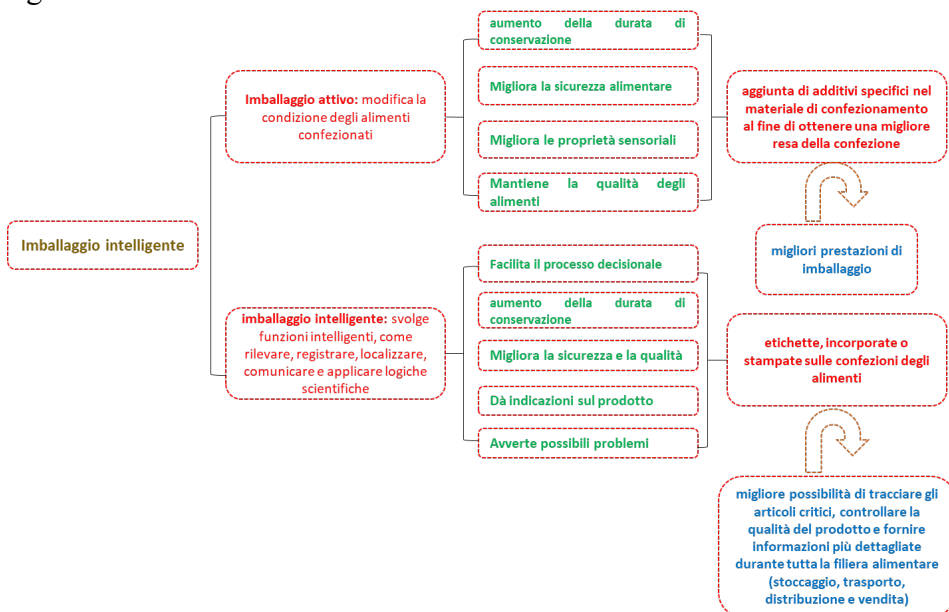 Imballaggio intelligente
Imballaggio attivo: modifica la
condizione degli alimenti
confezionati
aumento della durata di
conservazione
Migliora la sicurezza alimentare
Migliora le proprietà sensoriali
Mantiene la qualità degli
alimenti
aggiunta di additivi specifici nel
materiale di confezionamento
al fine di ottenere una migliore
resa della confezione
migliori prestazioni di
imballaggio
imballaggio intelligente: svolge
funzioni intelligenti, come
rilevare, registrare, localizzare,
comunicare e applicare logiche
scientifiche
Facilita il processo decisionale
aumento della durata di
conservazione
Migliora la sicurezza e la qualità
Dà indicazioni sul prodotto
Avverte possibili problemi
etichette, incorporate o
stampate sulle confezioni degli
alimenti
migliore possibilità di tracciare gli
articoli critici, controllare la
qualità del prodotto e fornire
informazioni più dettagliate
durante tutta la filiera alimentare
(stoccaggio, trasporto,
distribuzione e vendita)